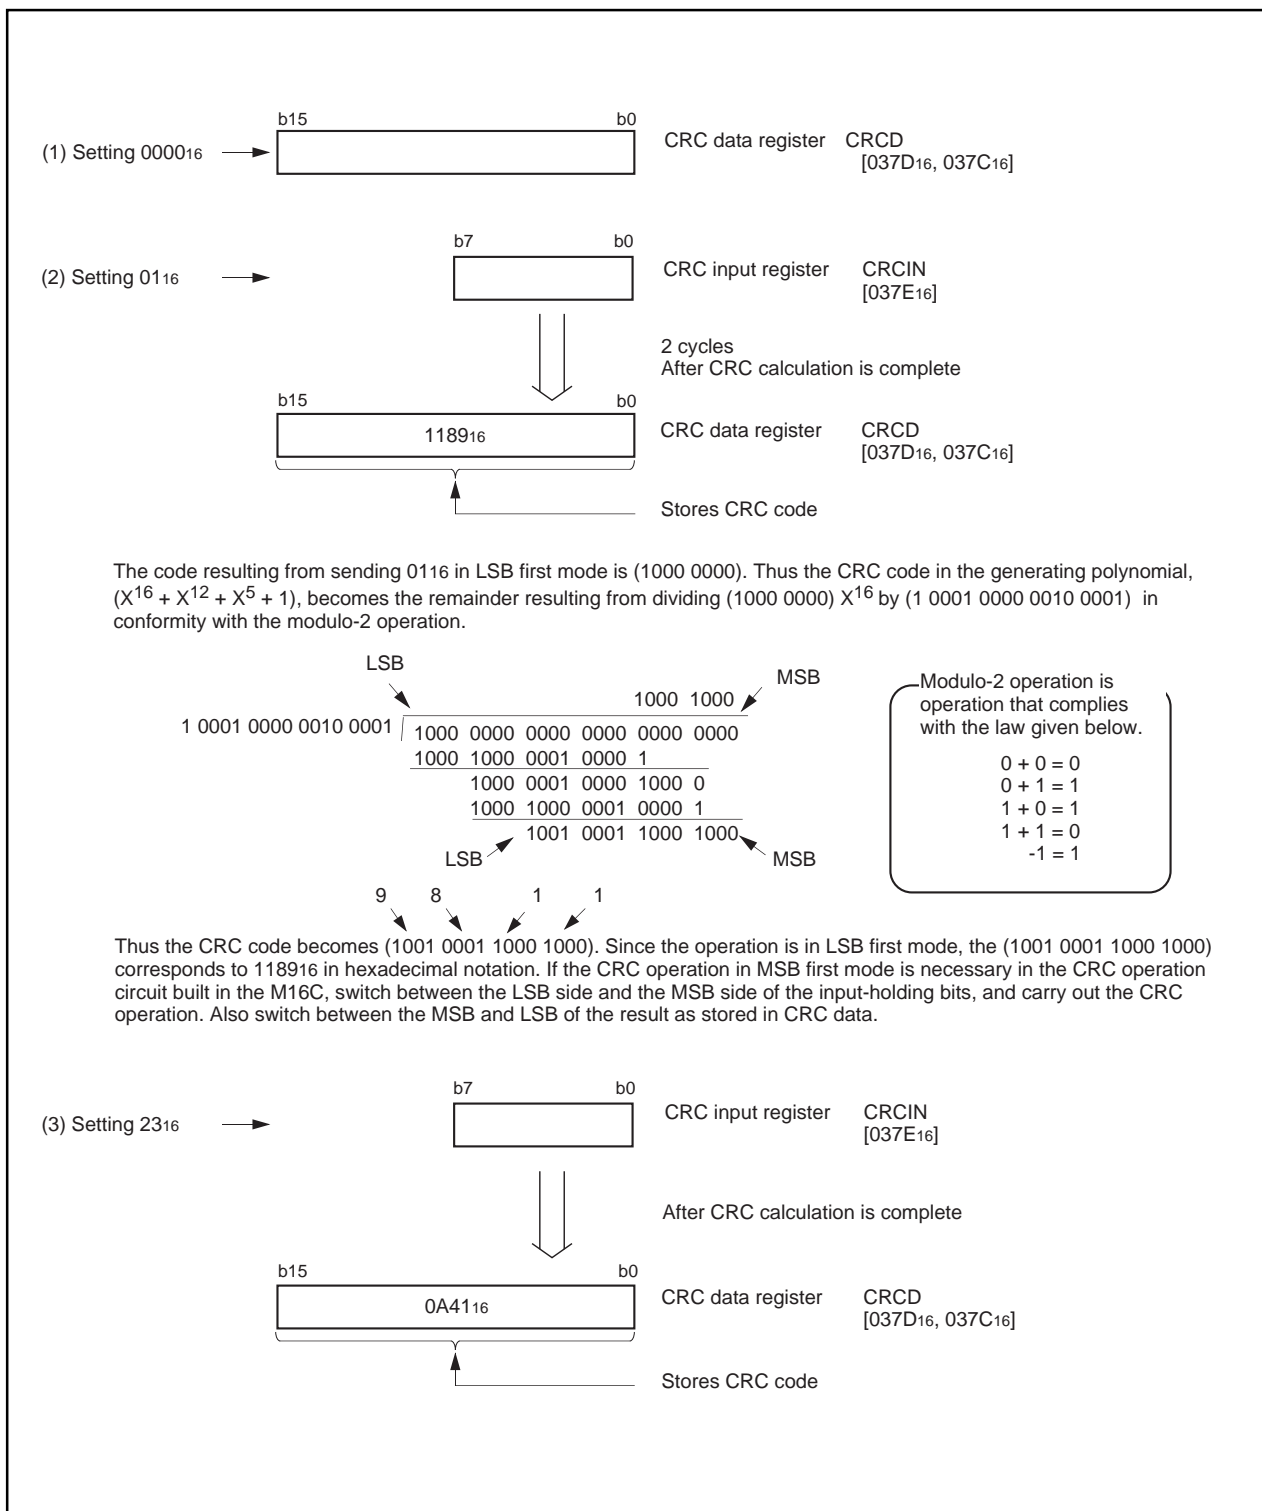 b15 b0
(1) Setting 000016
CRC data register CRCD
[037D16, 037C16]
b7 b0
(2) Setting 0116
CRC input register CRCIN
[037E16]
2 cycles
After CRC calculation is complete
b15 b0
118916
CRC data register CRCD
[037D16, 037C16]
Stores CRC code
The code resulting from sending 0116 in LSB first mode is (1000 0000). Thus the CRC code in the generating polynomial,
(X16 + X12 + X5 + 1), becomes the remainder resulting from dividing (1000 0000) X16 by (1 0001 0000 0010 0001) in
conformity with the modulo-2 operation.
LSB
MSB
1000 1000
1 0001 0000 0010 0001
1000 0000 0000 0000 0000 0000
1000 1000 0001 0000 1
1000 0001 0000 1000 0
1000 1000 0001 0000 1
1001 0001 1000 1000
LSB
MSB
Modulo-2 operation is
operation that complies
with the law given below.
0 + 0 = 0
0 + 1 = 1
1 + 0 = 1
1 + 1 = 0
-1 = 1
9 8 1 1
Thus the CRC code becomes (1001 0001 1000 1000). Since the operation is in LSB first mode, the (1001 0001 1000 1000)
corresponds to 118916 in hexadecimal notation. If the CRC operation in MSB first mode is necessary in the CRC operation
circuit built in the M16C, switch between the LSB side and the MSB side of the input-holding bits, and carry out the CRC
operation. Also switch between the MSB and LSB of the result as stored in CRC data.
b7 b0
(3) Setting 2316
CRC input register CRCIN
[037E16]
After CRC calculation is complete
b15 b0
0A4116
CRC data register CRCD
[037D16, 037C16]
Stores CRC code